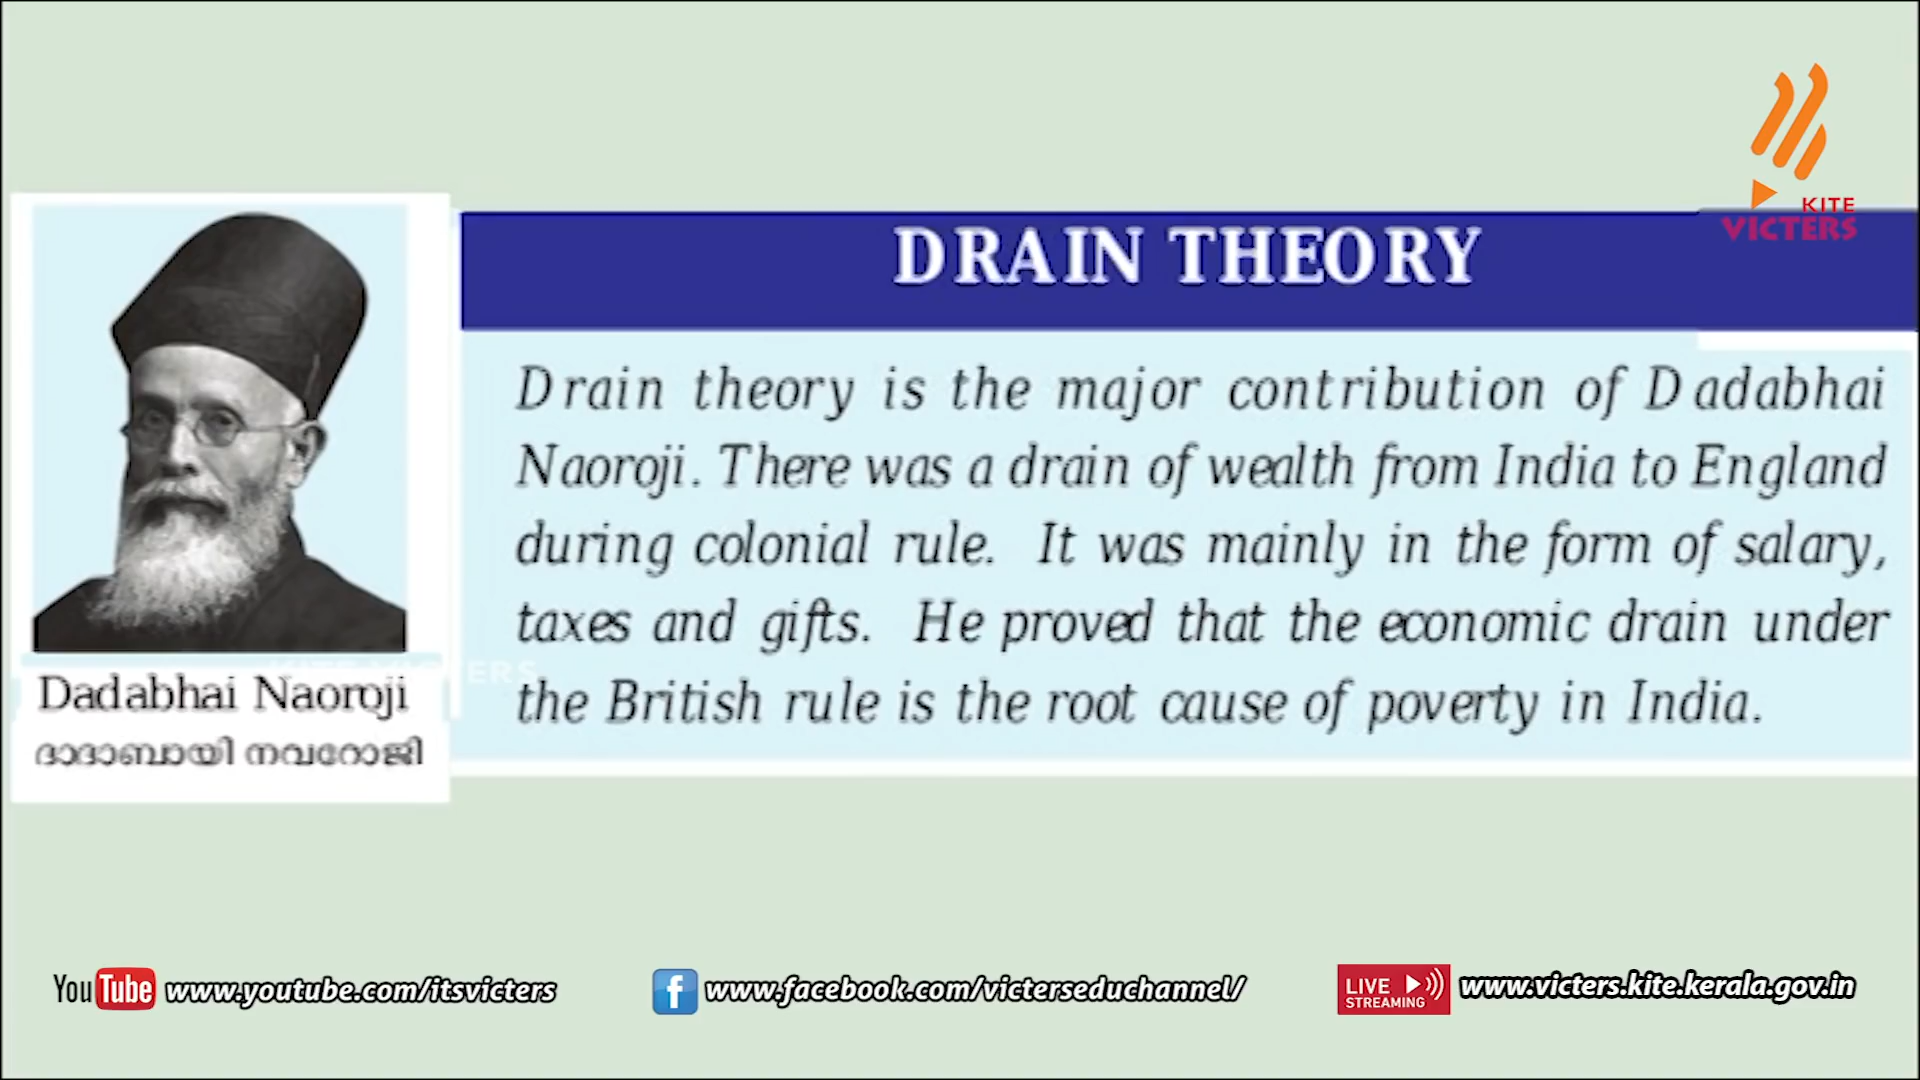 KITE
VICTERS
DRAIN THEORY
Drain theory is the major contribution of Dadabhai
Naoroji. There was a drain of wealth from India to England
during colonial rule. It was mainly in the form of salary,
taxes and gifts. He proved that the economic drain under
the British rule is the root cause of poverty in India.
KITE VICTERS
Dadabhai Naoroji
ദാദാബായി നവറോജി
YouTube www.youtube.com/itsvicters
f www.facebook.com/victerseduchannel/
LIVE
STREAMING
www.victers.kite.kerala.gov.in